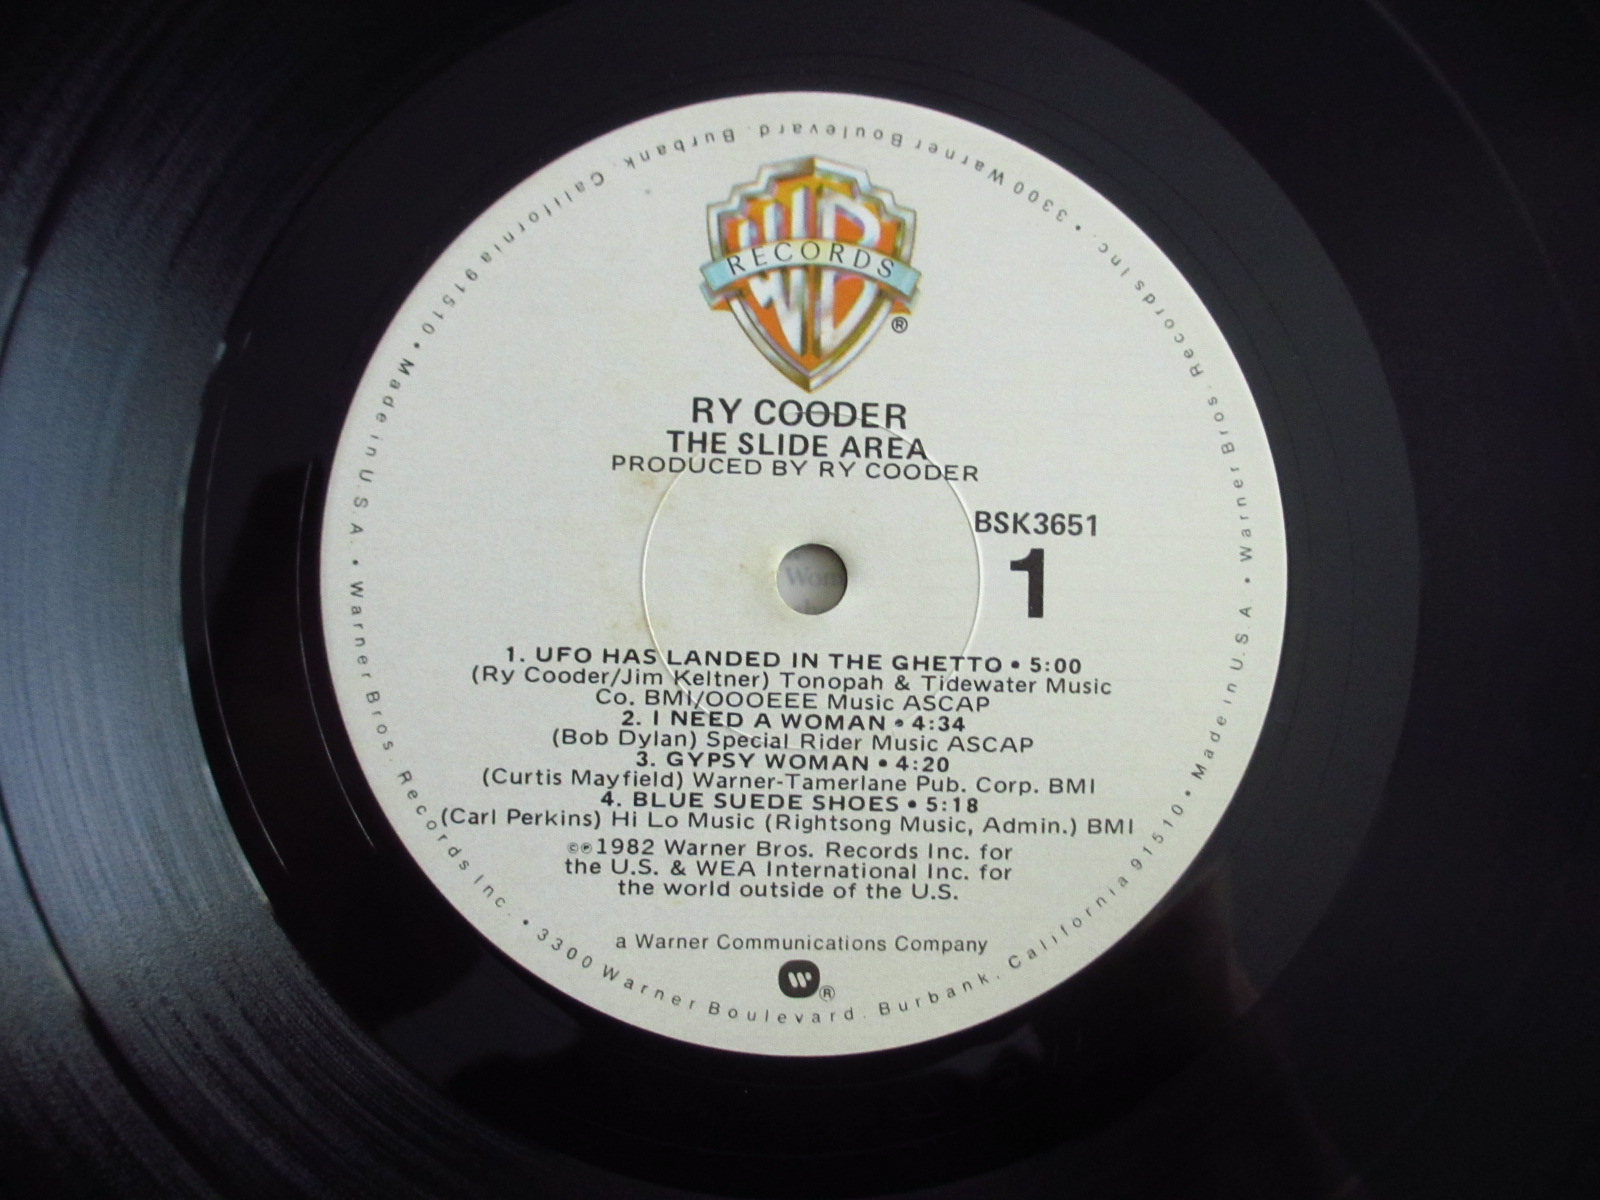 RECORDS
®
RY COODER
THE SLIDE AREA
PRODUCED BY RY COODER
BSK3651
1
1. UFO HAS LANDED IN THE GHETTO • 5:00
(Ry Cooder/Jim Keltner) Tonopah & Tidewater Music
Co. BMI/OOOEEE Music ASCAP
2. I NEED A WOMAN • 4:34
(Bob Dylan) Special Rider Music ASCAP
3. GYPSY WOMAN • 4:20
(Curtis Mayfield) Warner-Tamerlane Pub. Corp. BMI
4. BLUE SUEDE SHOES • 5:18
(Carl Perkins) Hi Lo Music (Rightsong Music, Admin.) BMI
©℗1982 Warner Bros. Records Inc. for
the U.S. & WEA International Inc. for
the world outside of the U.S.
a Warner Communications Company
®
Made in U.S.A. • Warner Bros. Records Inc. • 3300 Warner Boulevard. Burbank. California 91510 • Made in U.S.A. • Warner Bros. Records Inc. • 3300 Warner Boulevard. Burbank. California 91510 •